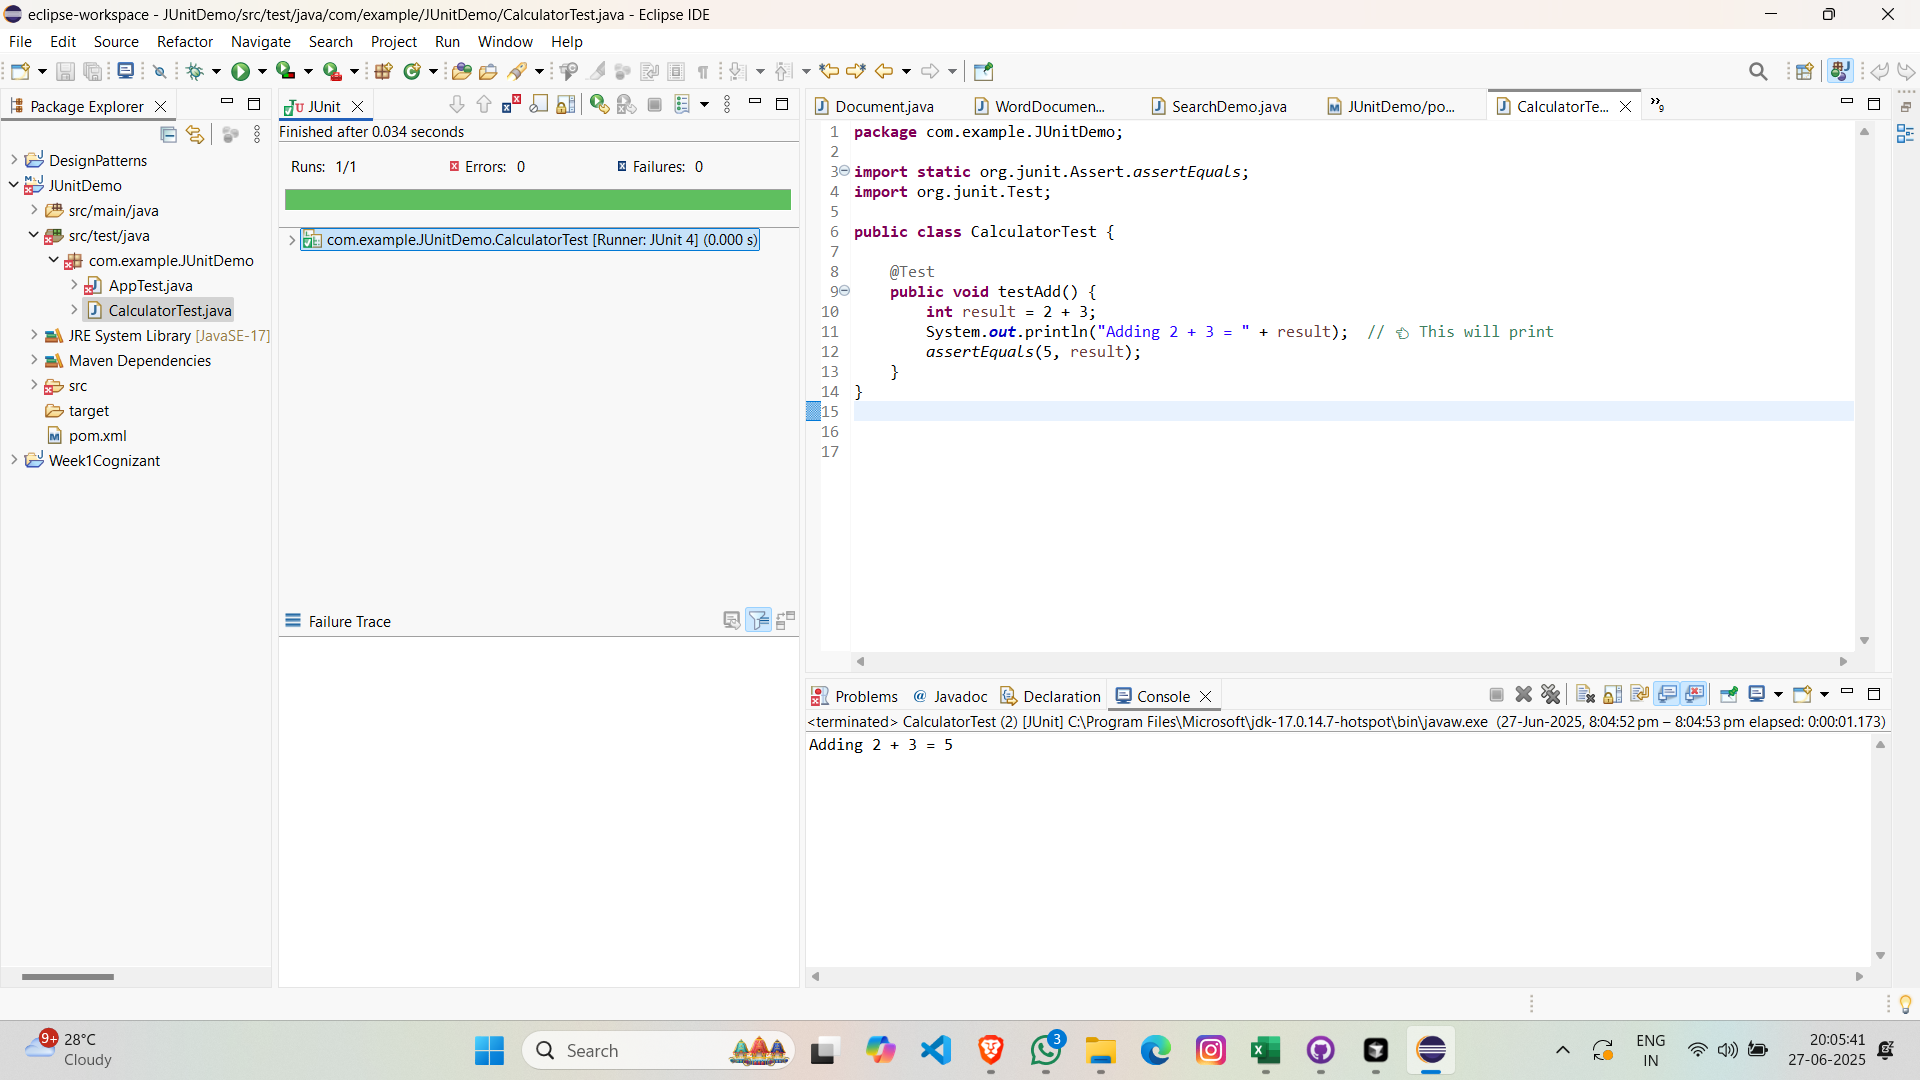 eclipse-workspace - JUnitDemo/src/test/java/com/example/JUnitDemo/CalculatorTest.java - Eclipse IDE
File Edit Source Refactor Navigate Search Project Run Window Help
Package Explorer
DesignPatterns
JUnitDemo
src/main/java
src/test/java
com.example.JUnitDemo
AppTest.java
CalculatorTest.java
JRE System Library [JavaSE-17]
Maven Dependencies
src
target
pom.xml
Week1Cognizant
JUnit
Finished after 0.034 seconds
Runs: 1/1 Errors: 0 Failures: 0
com.example.JUnitDemo.CalculatorTest [Runner: JUnit 4] (0.000 s)
Failure Trace
Document.java WordDocumen... SearchDemo.java JUnitDemo/po... CalculatorTe... »9
1 package com.example.JUnitDemo;
2
3 import static org.junit.Assert.assertEquals;
4 import org.junit.Test;
5
6 public class CalculatorTest {
7
8 @Test
9 public void testAdd() {
10 int result = 2 + 3;
11 System.out.println("Adding 2 + 3 = " + result); // 👈 This will print
12 assertEquals(5, result);
13 }
14 }
15
16
17
Problems @ Javadoc Declaration Console
<terminated> CalculatorTest (2) [JUnit] C:\Program Files\Microsoft\jdk-17.0.14.7-hotspot\bin\javaw.exe (27-Jun-2025, 8:04:52 pm – 8:04:53 pm elapsed: 0:00:01.173)
Adding 2 + 3 = 5
9+
28°C
Cloudy
Search
3
ENG
IN
20:05:41
27-06-2025